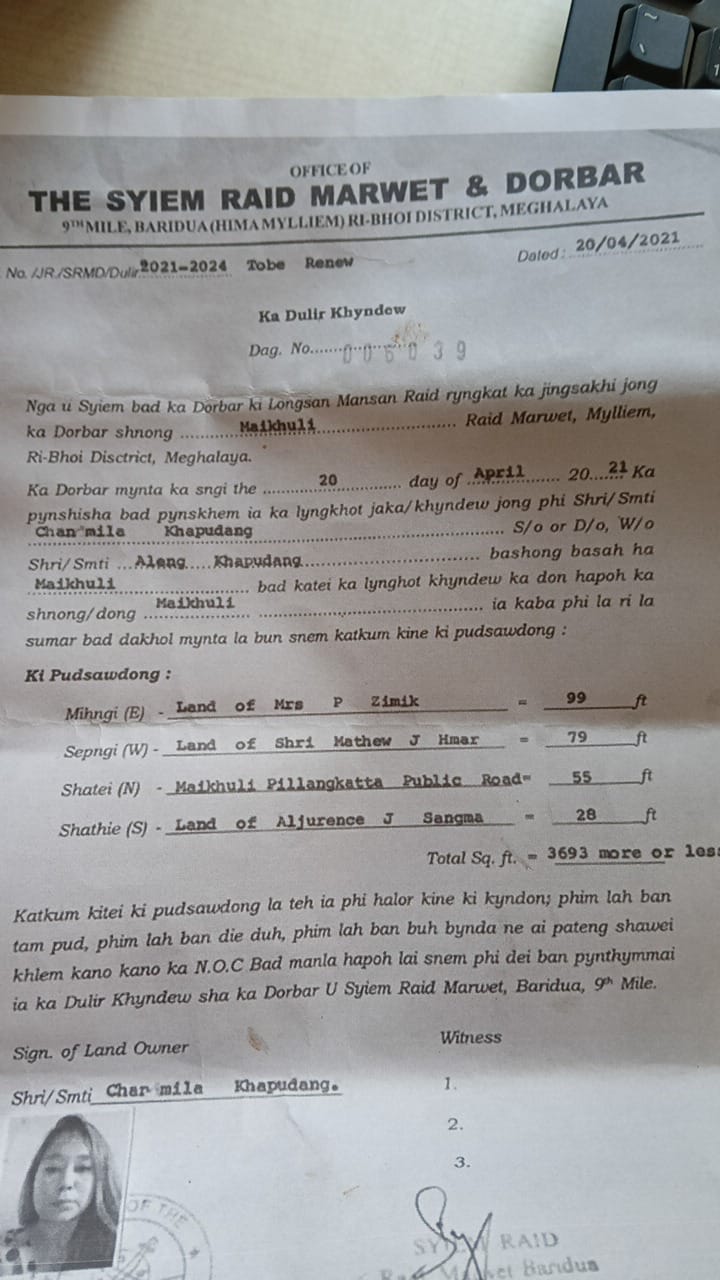 OFFICE OF
THE SYIEM RAID MARWET & DORBAR
9TH MILE, BARIDUA (HIMA MYLLIEM) RI-BHOI DISTRICT, MEGHALAYA
No. /JR./SRMD/Dulir 2021-2024 Tobe Renew
Dated : 20/04/2021
Ka Dulir Khyndew
Dag. No....... 006039
Nga u Syiem bad ka Dorbar ki Longsan Mansan Raid ryngkat ka jingsakhi jong
ka Dorbar shnong ........... Maikhuli ........................... Raid Marwet, Mylliem,
Ri-Bhoi Disctrict, Meghalaya.
Ka Dorbar mynta ka sngi the ........... 20 ........... day of April ......... 20... 21 Ka
pynshisha bad pynskhem ia ka lyngkhot jaka/khyndew jong phi Shri/Smti
Chan mila Khapudang ........................... S/o or D/o, W/o
Shri/Smti ... Aleng .... Khapudang ........................... bashong basah ha
Maikhuli ........................... bad katei ka lynghot khyndew ka don hapoh ka
shnong/dong Maikhuli ........................... ia kaba phi la ri la
sumar bad dakhol mynta la bun snem katkum kine ki pudsawdong :
Ki Pudsawdong :
Mihngi (E) - Land of Mrs P Zimik = 99 ft
Sepngi (W) - Land of Shri Mathew J Hmar = 79 ft
Shatei (N) - Maikhuli Pillangkatta Public Road= 55 ft
Shathie (S) - Land of Aljurence J Sangma = 28 ft
Total Sq. ft. = 3693 more or less
Katkum kitei ki pudsawdong la teh ia phi halor kine ki kyndon; phim lah ban
tam pud, phim lah ban die duh, phim lah ban buh bynda ne ai pateng shawei
khlem kano kano ka N.O.C Bad manla hapoh lai snem phi dei ban pynthymmai
ia ka Dulir Khyndew sha ka Dorbar U Syiem Raid Marwet, Baridua, 9th Mile.
Sign. of Land Owner
Witness
Shri/Smti Chan mila Khapudang.
1.
2.
3.
OF THE
RAID
Baridua